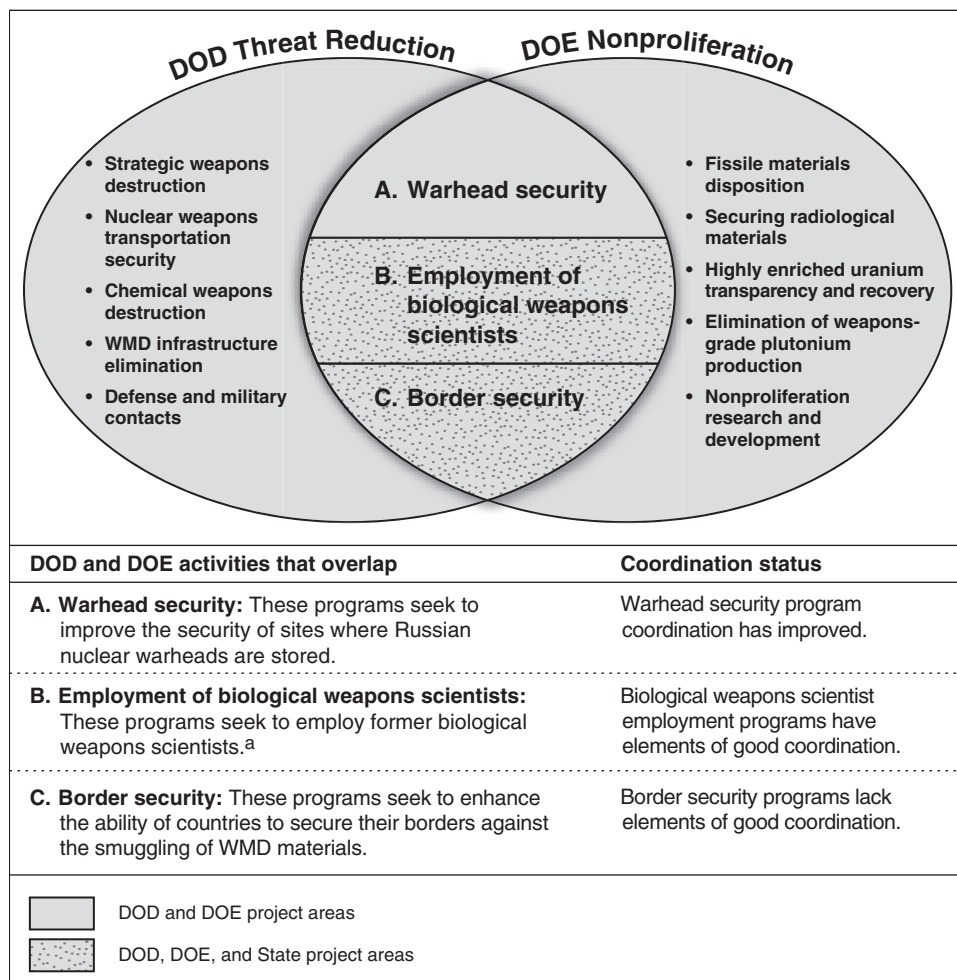 DOD Threat Reduction
DOE Nonproliferation
• Strategic weapons
destruction
• Nuclear weapons
transportation
security
• Chemical weapons
destruction
• WMD infrastructure
elimination
• Defense and military
contacts
A. Warhead security
B. Employment of
biological weapons
scientists
C. Border security
• Fissile materials
disposition
• Securing radiological
materials
• Highly enriched uranium
transparency and recovery
• Elimination of weapons-
grade plutonium
production
• Nonproliferation
research and
development
DOD and DOE activities that overlap
Coordination status
A. Warhead security: These programs seek to
improve the security of sites where Russian
nuclear warheads are stored.
Warhead security program
coordination has improved.
B. Employment of biological weapons scientists:
These programs seek to employ former biological
weapons scientists.a
Biological weapons scientist
employment programs have
elements of good coordination.
C. Border security: These programs seek to enhance
the ability of countries to secure their borders against
the smuggling of WMD materials.
Border security programs lack
elements of good coordination.
DOD and DOE project areas
DOD, DOE, and State project areas